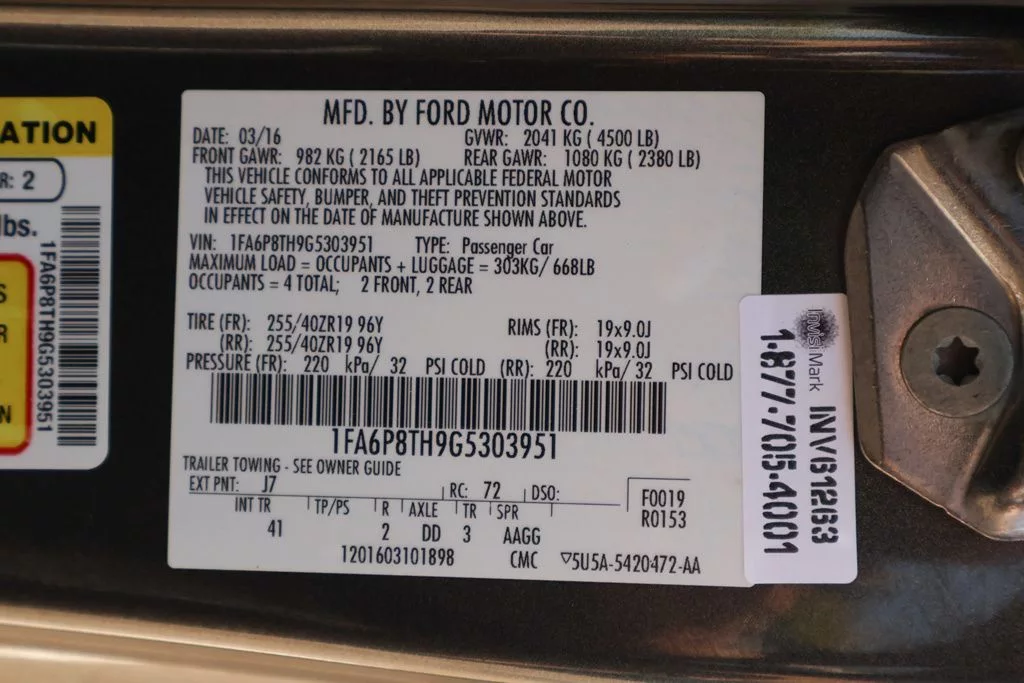 ATION
R: 2
lbs.
1FA6P8TH9G5303951
S
R
N
MFD. BY FORD MOTOR CO.
DATE: 03/16 GVWR: 2041 KG ( 4500 LB)
FRONT GAWR: 982 KG ( 2165 LB) REAR GAWR: 1080 KG ( 2380 LB)
THIS VEHICLE CONFORMS TO ALL APPLICABLE FEDERAL MOTOR
VEHICLE SAFETY, BUMPER, AND THEFT PREVENTION STANDARDS
IN EFFECT ON THE DATE OF MANUFACTURE SHOWN ABOVE.
VIN: 1FA6P8TH9G5303951 TYPE: Passenger Car
MAXIMUM LOAD = OCCUPANTS + LUGGAGE = 303KG/ 668LB
OCCUPANTS = 4 TOTAL; 2 FRONT, 2 REAR
TIRE (FR): 255/40ZR19 96Y RIMS (FR): 19x9.0J
(RR): 255/40ZR19 96Y (RR): 19x9.0J
PRESSURE (FR): 220 kPa/ 32 PSI COLD (RR): 220 kPa/ 32 PSI COLD
1FA6P8TH9G5303951
TRAILER TOWING - SEE OWNER GUIDE
EXT PNT: J7 RC: 72 DSO: F0019
INT TR TP/PS R AXLE TR SPR R0153
41 2 DD 3 AAGG
1201603101898 CMC ▽5U5A-5420472-AA
InvisiMark INV61263
1-877-705-4001